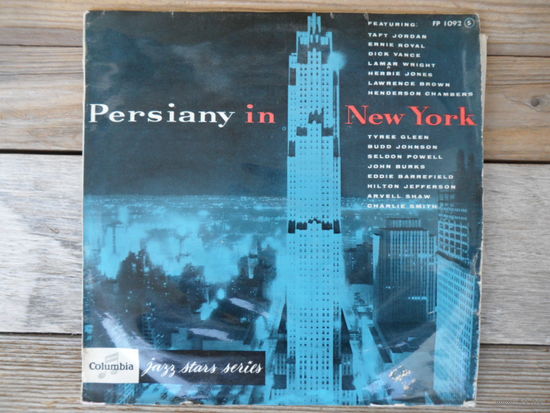 FEATURING: FP 1092 S
TAFT JORDAN
ERNIE ROYAL
DICK VANCE
LAMAR WRIGHT
HERBIE JONES
LAWRENCE BROWN
HENDERSON CHAMBERS
Persiany in New York
TYREE GLEEN
BUDD JOHNSON
SELDON POWELL
JOHN BURKS
EDDIE BARREFIELD
HILTON JEFFERSON
ARVELL SHAW
CHARLIE SMITH
Columbia jazz stars series